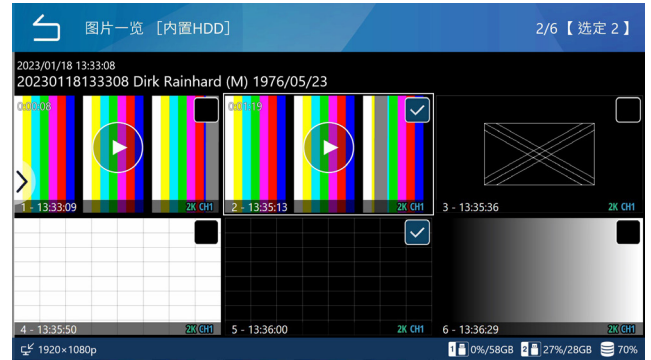 图片一览 [内置HDD]
2/6【 选定 2 】
2023/01/18 13:33:08
20230118133308 Dirk Rainhard (M) 1976/05/23
0:00:08
0:01:19
1 - 13:33:09 2K CH1
2 - 13:35:13 2K CH1
3 - 13:35:36 2K CH1
4 - 13:35:50 2K CH1
5 - 13:36:00 2K CH1
6 - 13:36:29 2K CH1
1920×1080p
1 0%/58GB 2 27%/28GB 70%